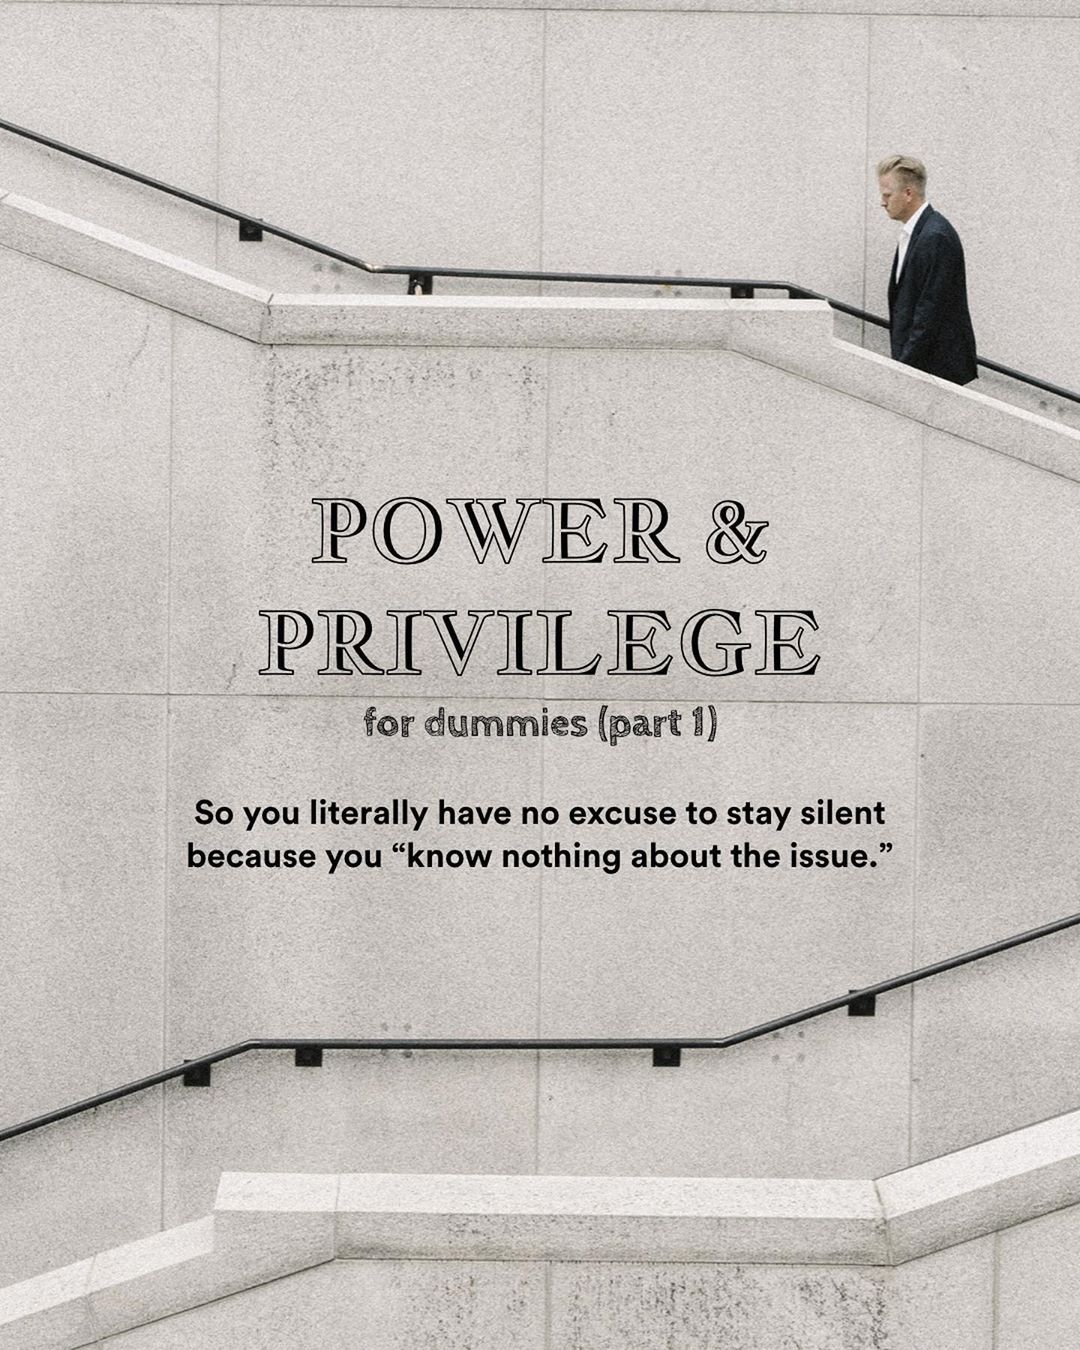 POWER &
PRIVILEGE
for dummies (part 1)
So you literally have no excuse to stay silent
because you “know nothing about the issue.”